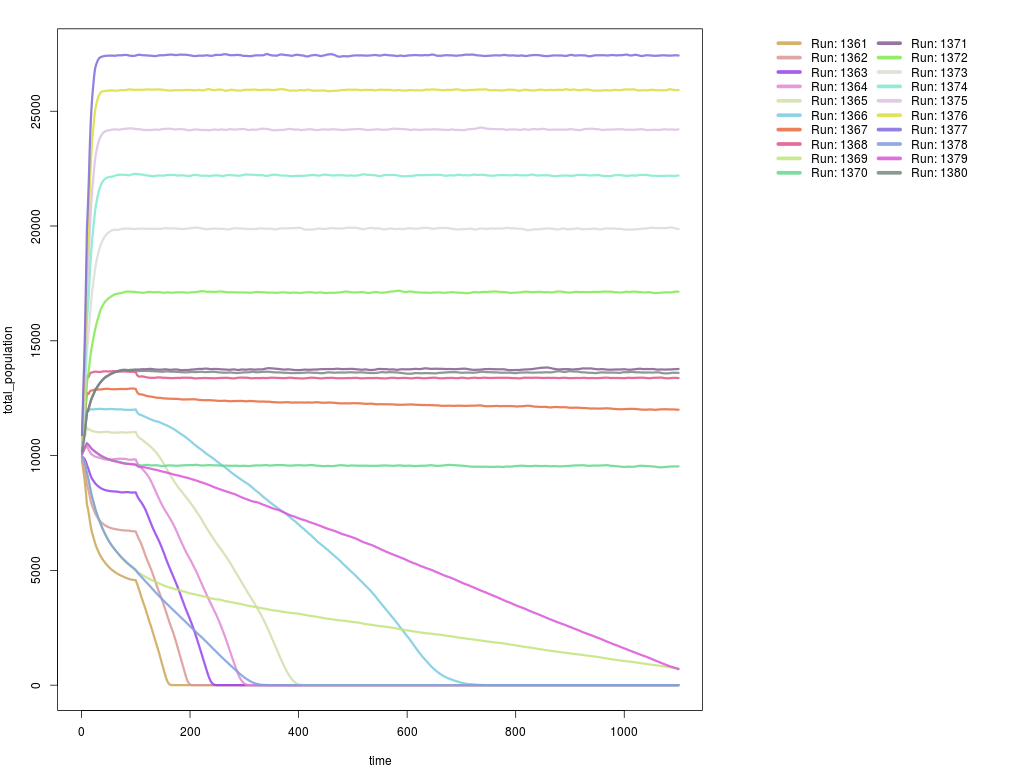 total_population
25000
20000
15000
10000
5000
0
0 200 400 600 800 1000
time
Run: 1361 Run: 1371
Run: 1362 Run: 1372
Run: 1363 Run: 1373
Run: 1364 Run: 1374
Run: 1365 Run: 1375
Run: 1366 Run: 1376
Run: 1367 Run: 1377
Run: 1368 Run: 1378
Run: 1369 Run: 1379
Run: 1370 Run: 1380